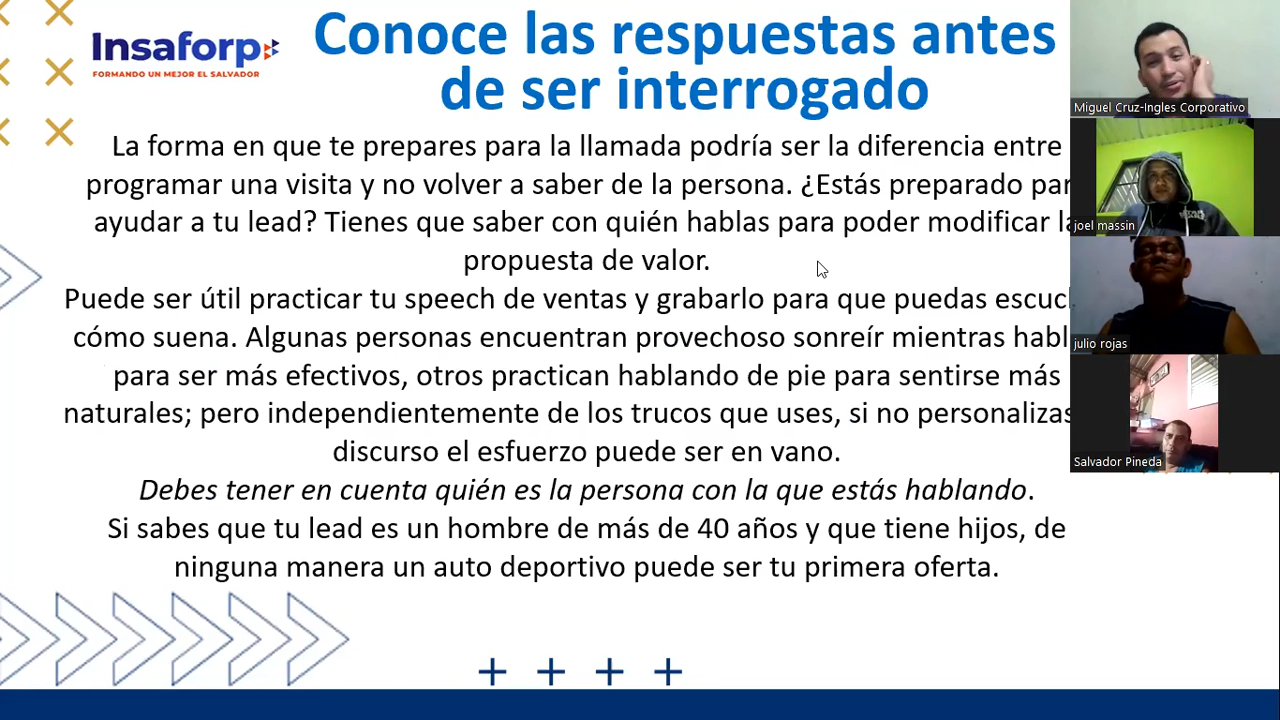 Insaforp
FORMANDO UN MEJOR EL SALVADOR
Conoce las respuestas antes
de ser interrogado
La forma en que te prepares para la llamada podría ser la diferencia entre
programar una visita y no volver a saber de la persona. ¿Estás preparado
ayudar a tu lead? Tienes que saber con quién hablas para poder modificar
propuesta de valor.
Puede ser útil practicar tu speech de ventas y grabarlo para que puedas
cómo suena. Algunas personas encuentran provechoso sonreír mientras
para ser más efectivos, otros practican hablando de pie para sentirse más
naturales; pero independientemente de los trucos que uses, si no personalizas
discurso el esfuerzo puede ser en vano.
Debes tener en cuenta quién es la persona con la que estás hablando.
Si sabes que tu lead es un hombre de más de 40 años y que tiene hijos, de
ninguna manera un auto deportivo puede ser tu primera oferta.
Miguel Cruz-Ingles Corporativo
joel massin
julio rojas
Salvador Pineda